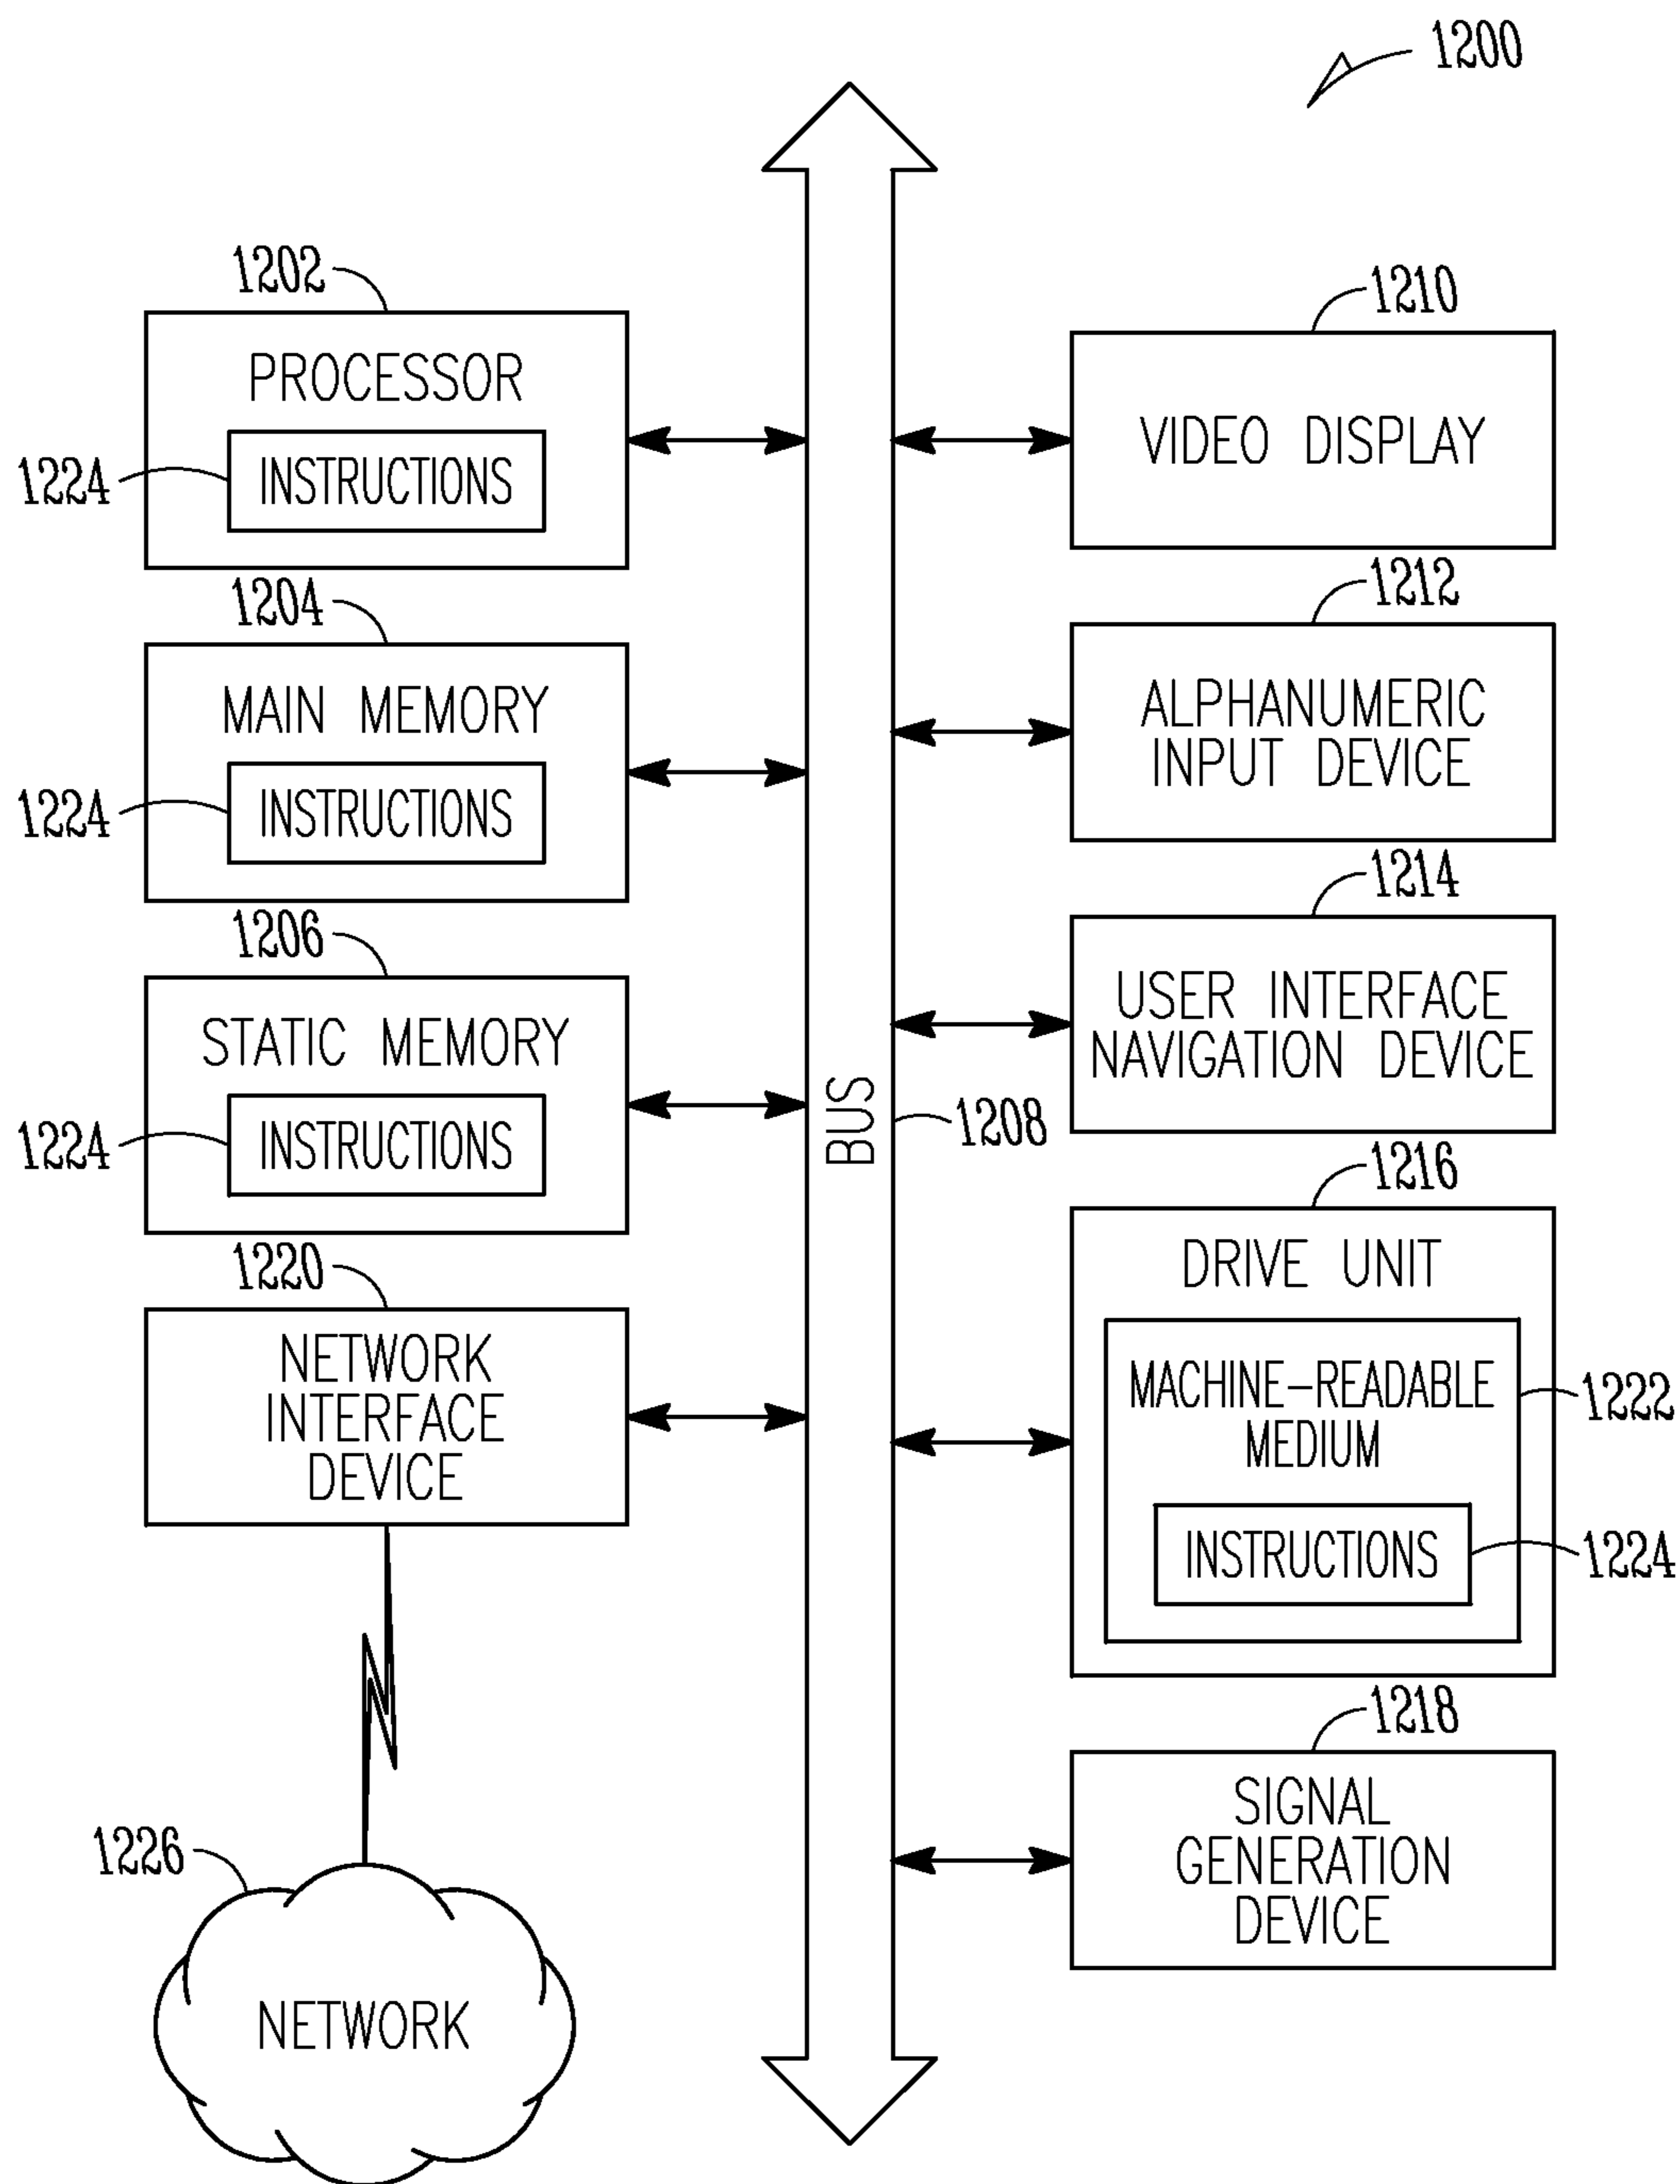 1200
1202
PROCESSOR
1224
INSTRUCTIONS
1204
MAIN MEMORY
1224
INSTRUCTIONS
1206
STATIC MEMORY
1224
INSTRUCTIONS
1220
NETWORK
INTERFACE
DEVICE
1226
NETWORK
BUS
1208
1210
VIDEO DISPLAY
1212
ALPHANUMERIC
INPUT DEVICE
1214
USER INTERFACE
NAVIGATION DEVICE
1216
DRIVE UNIT
MACHINE-READABLE
MEDIUM
1222
INSTRUCTIONS
1224
1218
SIGNAL
GENERATION
DEVICE